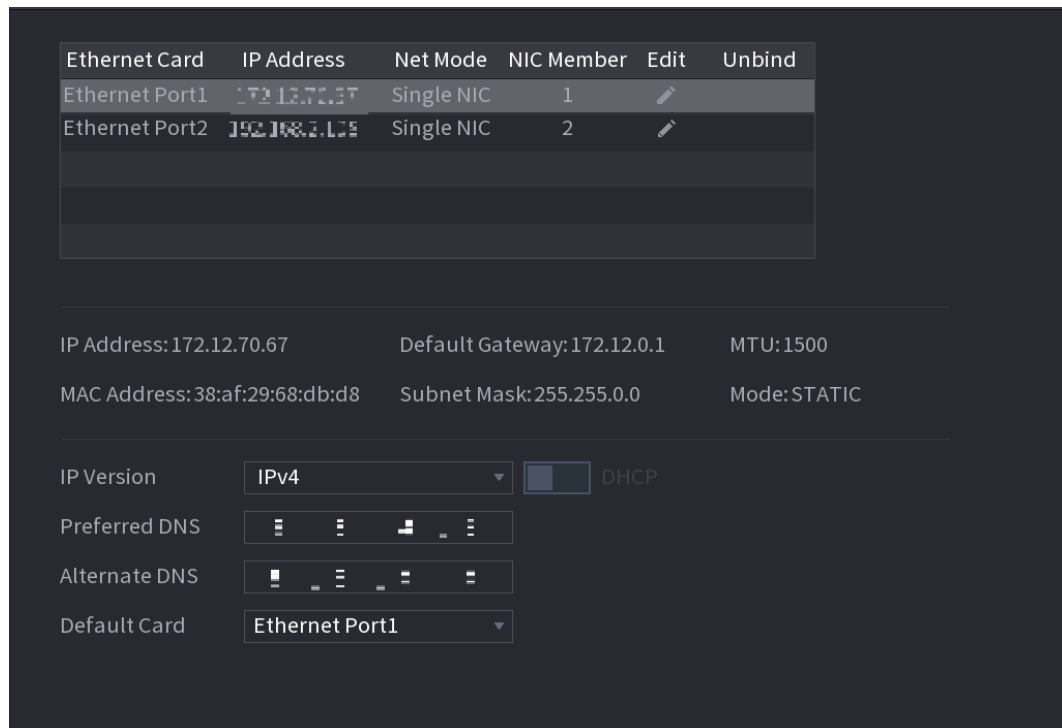 Ethernet Card IP Address Net Mode NIC Member Edit Unbind
Ethernet Port1 Single NIC 1
Ethernet Port2 Single NIC 2
IP Address: 172.12.70.67 Default Gateway: 172.12.0.1 MTU: 1500
MAC Address: 38:af:29:68:db:d8 Subnet Mask: 255.255.0.0 Mode: STATIC
IP Version IPv4 DHCP
Preferred DNS
Alternate DNS
Default Card Ethernet Port1